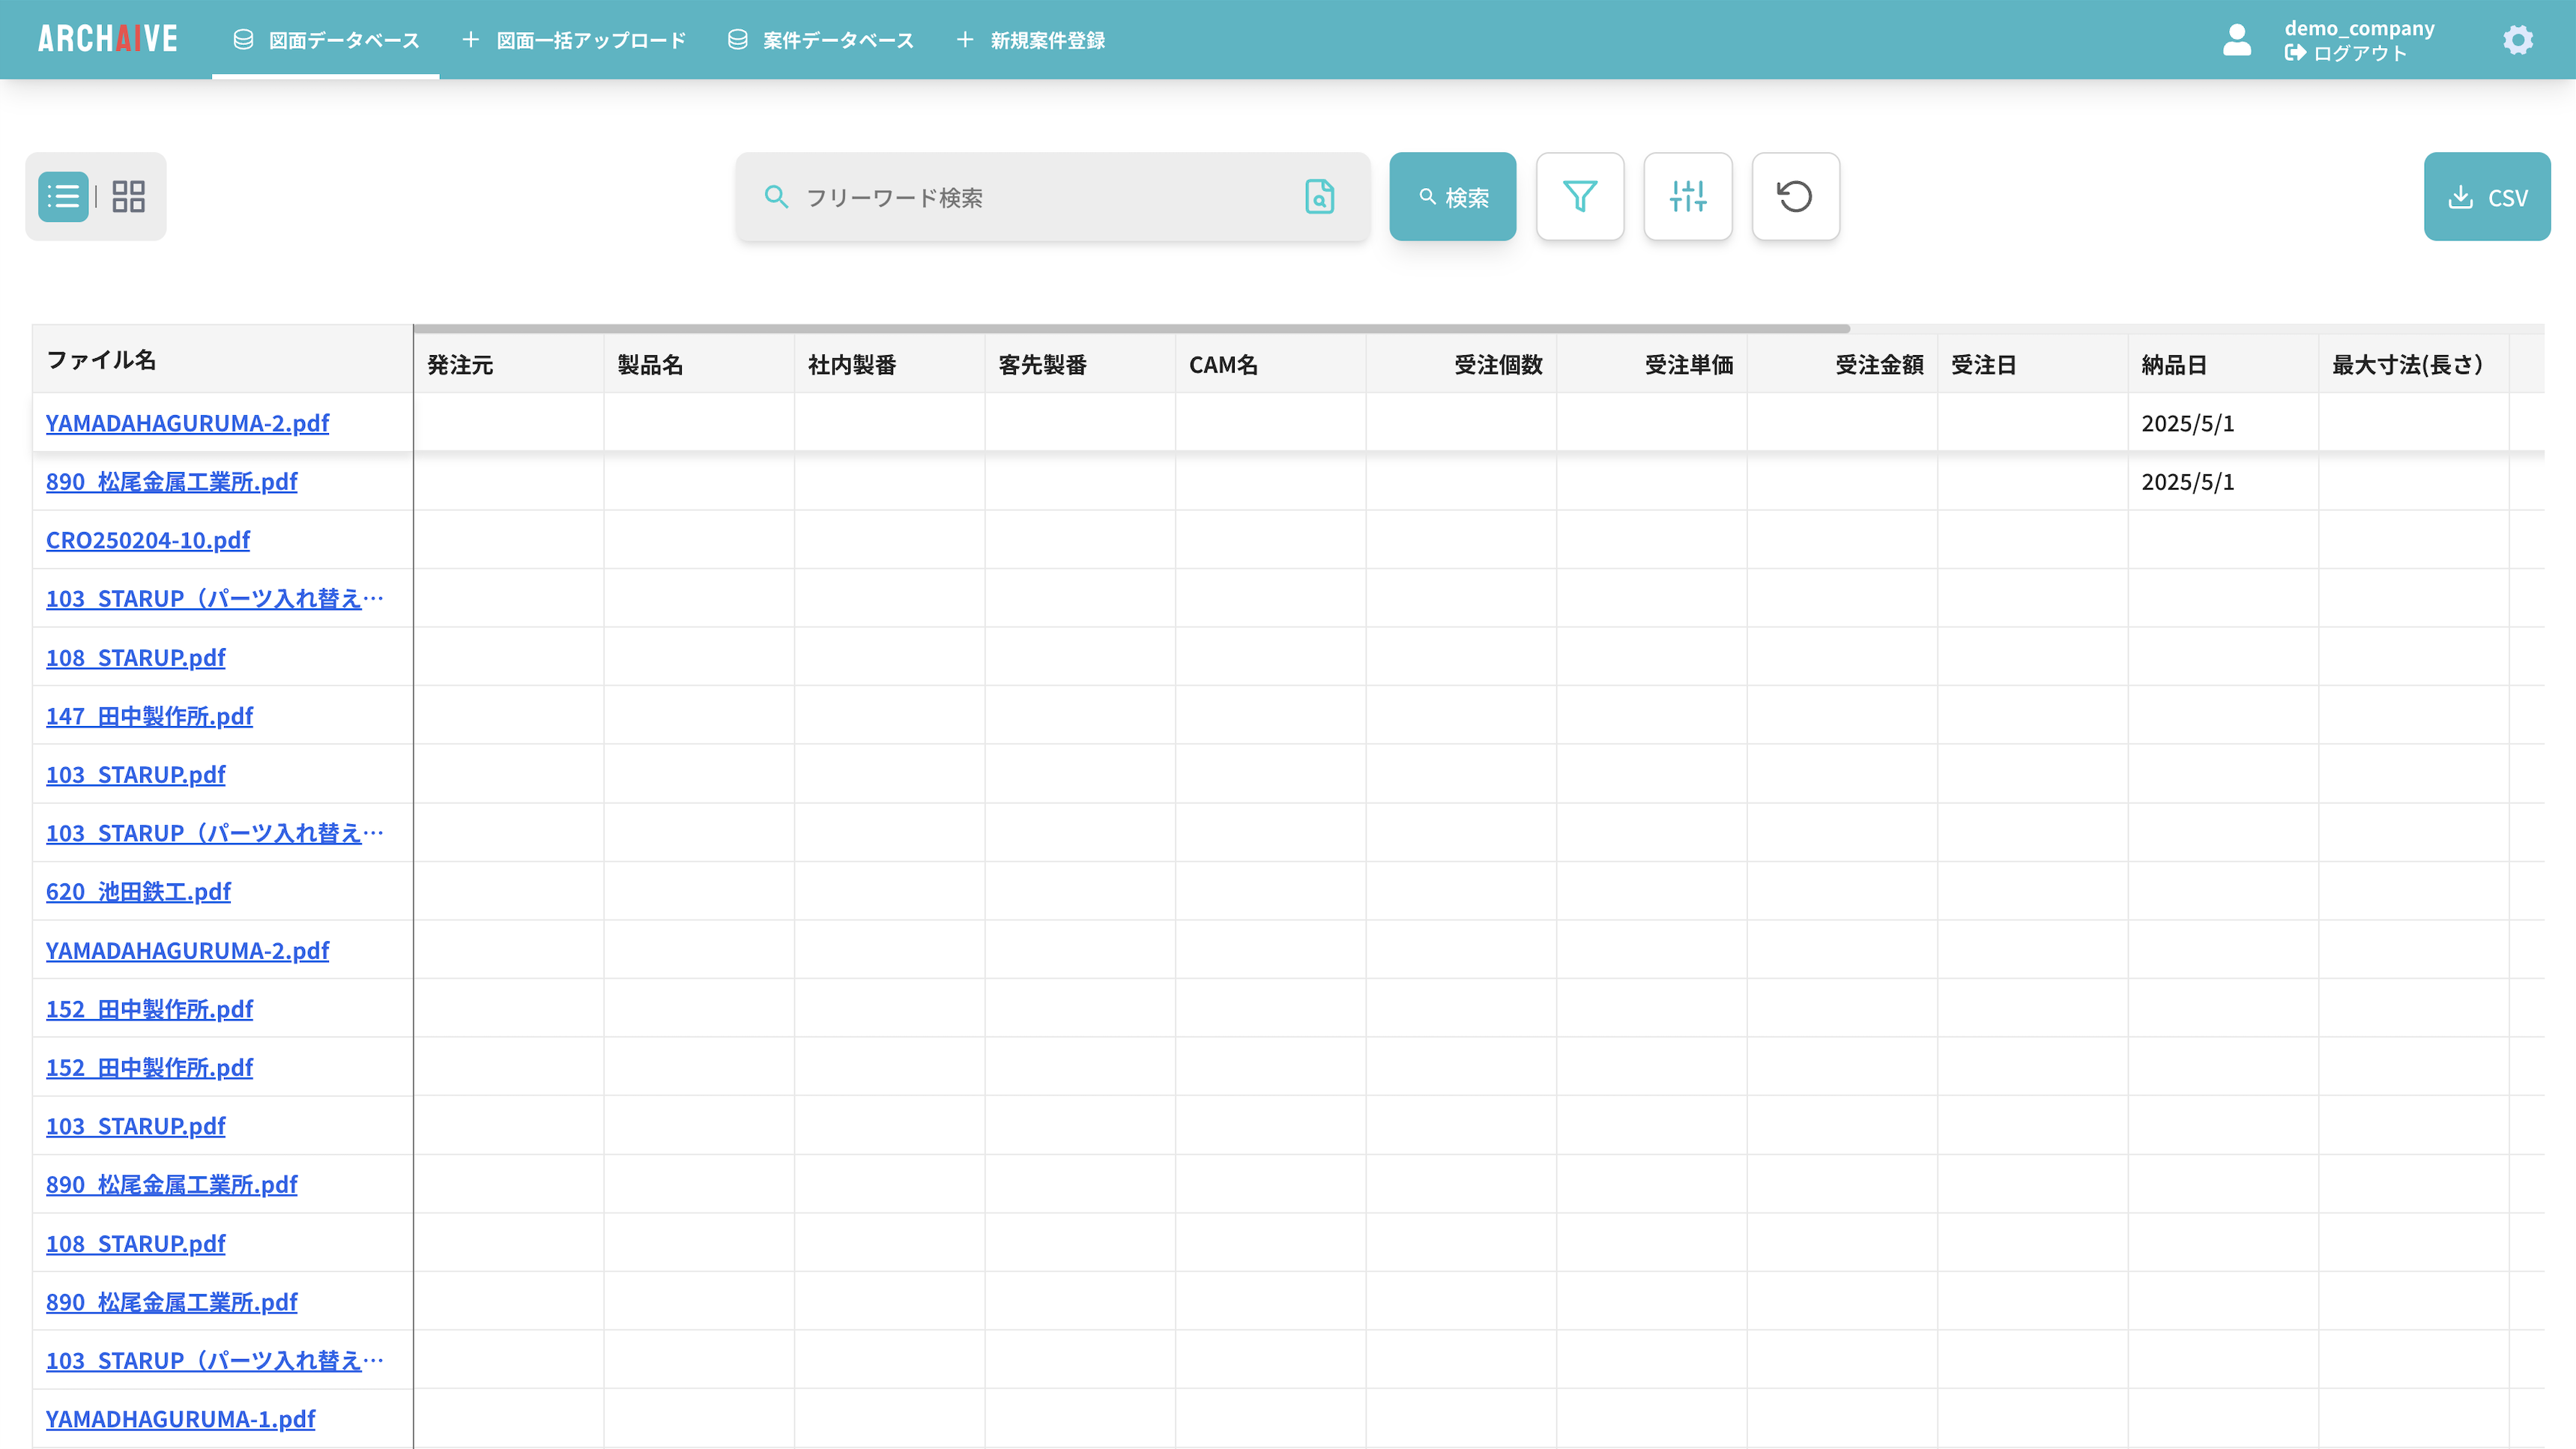 ARCHAIVE 図面データベース + 図面一括アップロード 案件データベース + 新規案件登録 demo_company
ログアウト
フリーワード検索 検索 CSV
ファイル名 発注元 製品名 社内製番 客先製番 CAM名 受注個数 受注単価 受注金額 受注日 納品日 最大寸法(長さ）
YAMADAHAGURUMA-2.pdf 2025/5/1
890_松尾金属工業所.pdf 2025/5/1
CRO250204-10.pdf
103_STARUP（パーツ入れ替え…
108_STARUP.pdf
147_田中製作所.pdf
103_STARUP.pdf
103_STARUP（パーツ入れ替え…
620_池田鉄工.pdf
YAMADAHAGURUMA-2.pdf
152_田中製作所.pdf
152_田中製作所.pdf
103_STARUP.pdf
890_松尾金属工業所.pdf
108_STARUP.pdf
890_松尾金属工業所.pdf
103_STARUP（パーツ入れ替え…
YAMADHAGURUMA-1.pdf